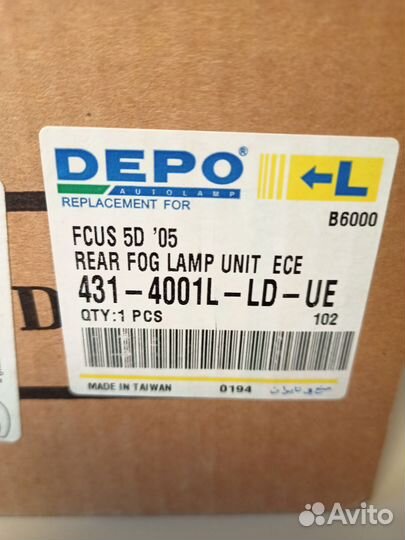 DEPO®
AUTOLAMP
REPLACEMENT FOR
←L
B6000
FCUS 5D '05
REAR FOG LAMP UNIT ECE
431-4001L-LD-UE
QTY:1 PCS
102
MADE IN TAIWAN
0194
D
Avito